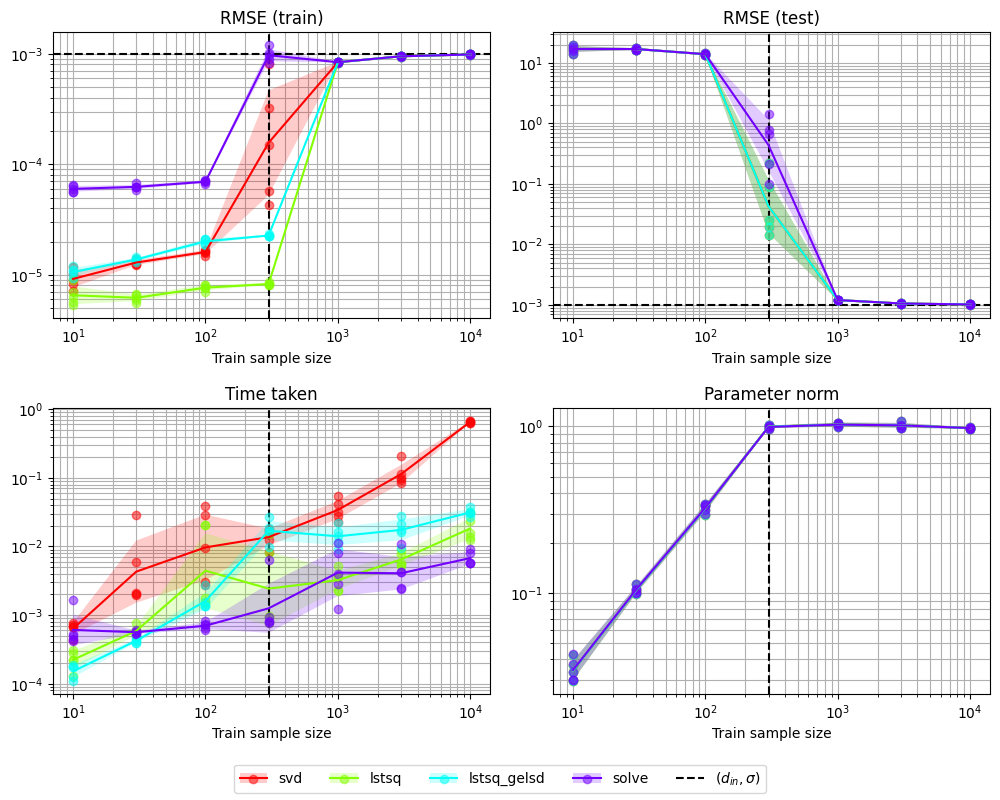 RMSE (train)
10⁻³
10⁻⁴
10⁻⁵
10¹ 10² 10³ 10⁴
Train sample size
RMSE (test)
10¹
10⁰
10⁻¹
10⁻²
10⁻³
10¹ 10² 10³ 10⁴
Train sample size
Time taken
10⁰
10⁻¹
10⁻²
10⁻³
10⁻⁴
10¹ 10² 10³ 10⁴
Train sample size
Parameter norm
10⁰
10⁻¹
10¹ 10² 10³ 10⁴
Train sample size
svd lstsq lstsq_gelsd solve (d_in, σ)